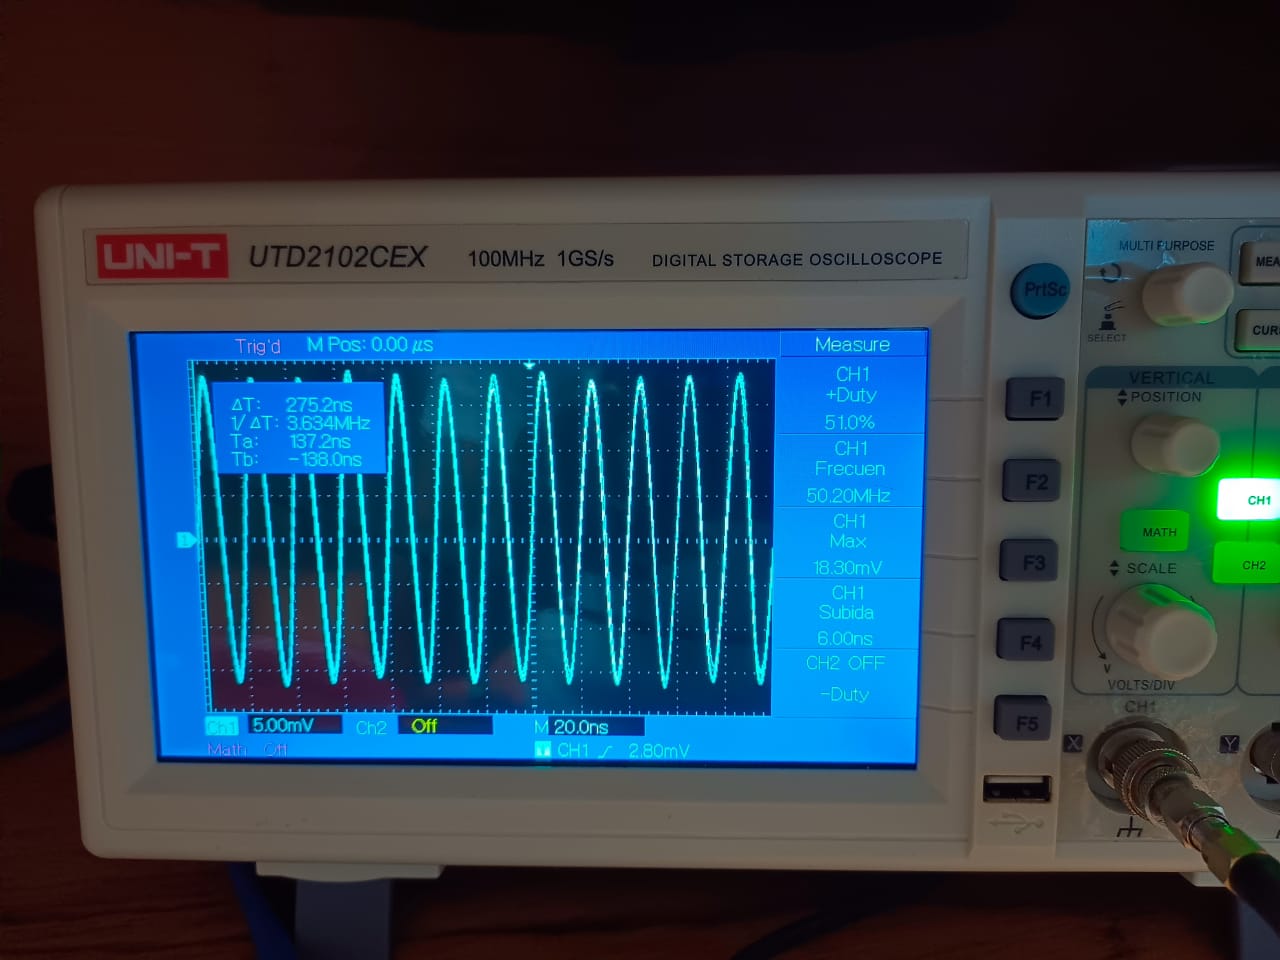 UNI-T UTD2102CEX 100MHz 1GS/s DIGITAL STORAGE OSCILLOSCOPE
Trig'd M Pos: 0.00 µs
ΔT: 275.2ns
1/ΔT: 3.634MHz
Ta: 137.2ns
Tb: -138.0ns
1
Measure
CH1
+Duty
51.0%
CH1
Frecuen
50.20MHz
CH1
Max
18.30mV
CH1
Subida
6.00ns
CH2 OFF
-Duty
Ch1 5.00mV Ch2 Off M 20.0ns
Math Off CH1 2.80mV
PrtSc
F1
F2
F3
F4
F5
MULTI PURPOSE
SELECT
VERTICAL
POSITION
CH1
MATH
CH2
SCALE
V
VOLTS/DIV
CH1
X
Y